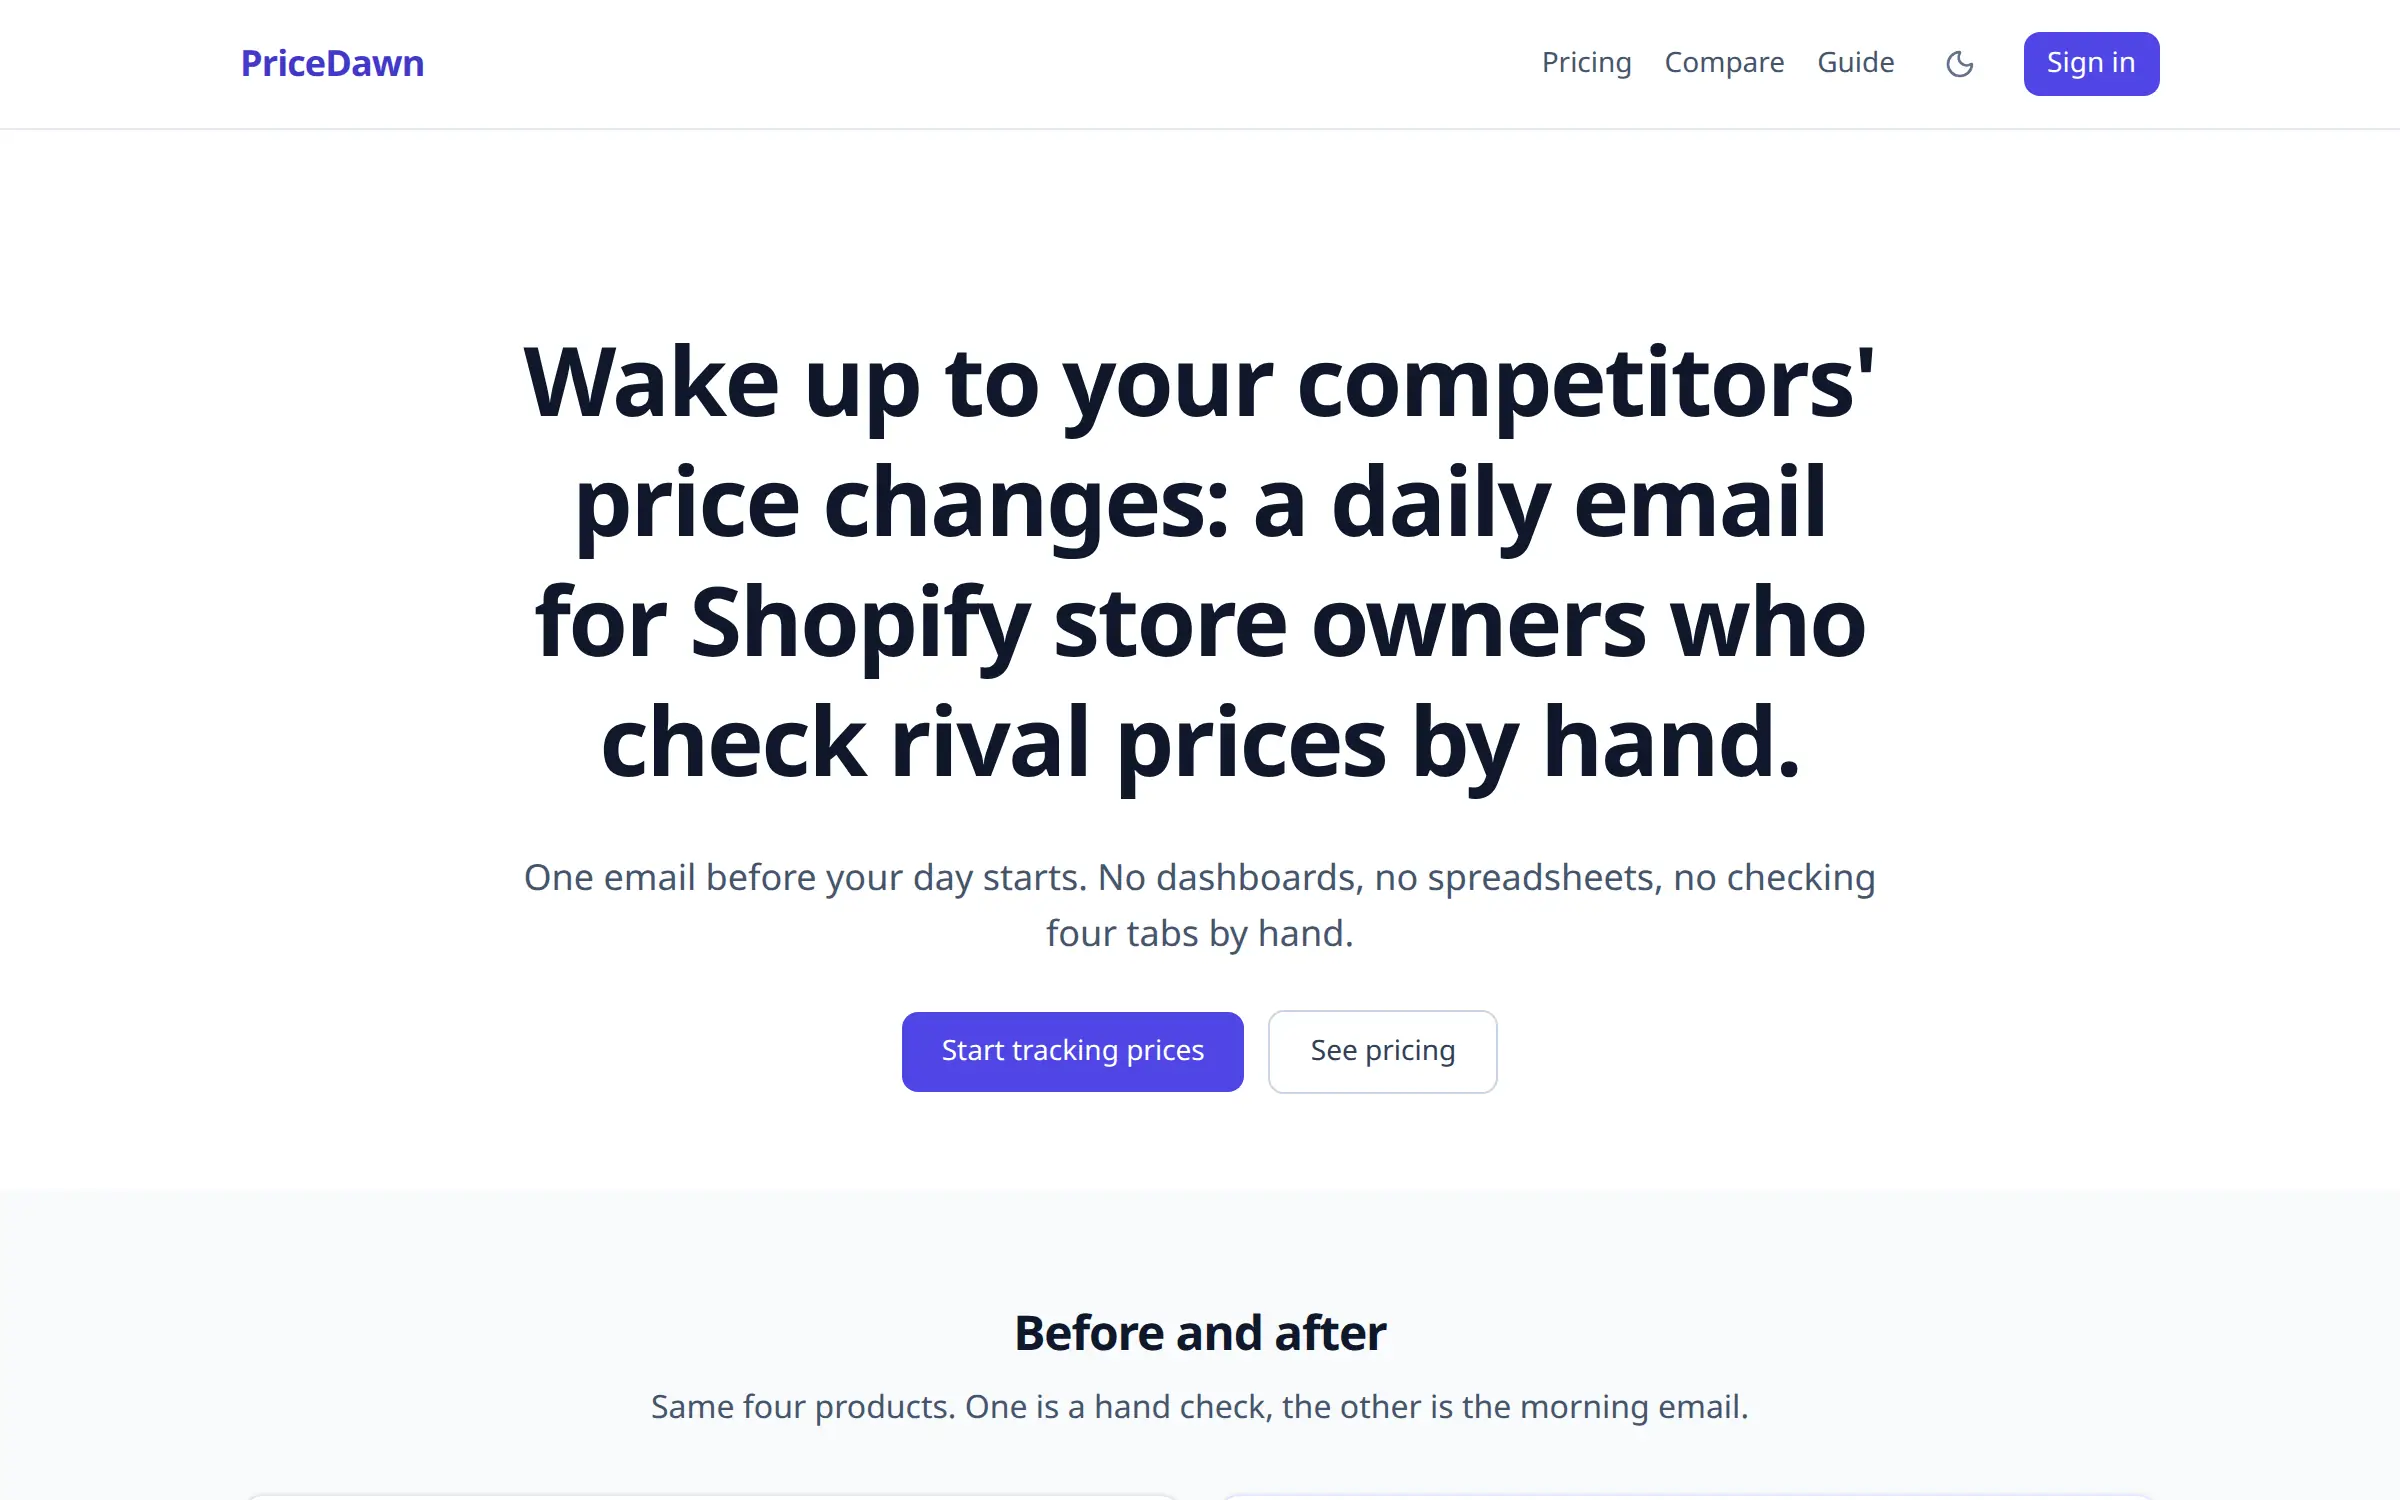 PriceDawn
Pricing Compare Guide Sign in
Wake up to your competitors'
price changes: a daily email
for Shopify store owners who
check rival prices by hand.
One email before your day starts. No dashboards, no spreadsheets, no checking
four tabs by hand.
Start tracking prices See pricing
Before and after
Same four products. One is a hand check, the other is the morning email.